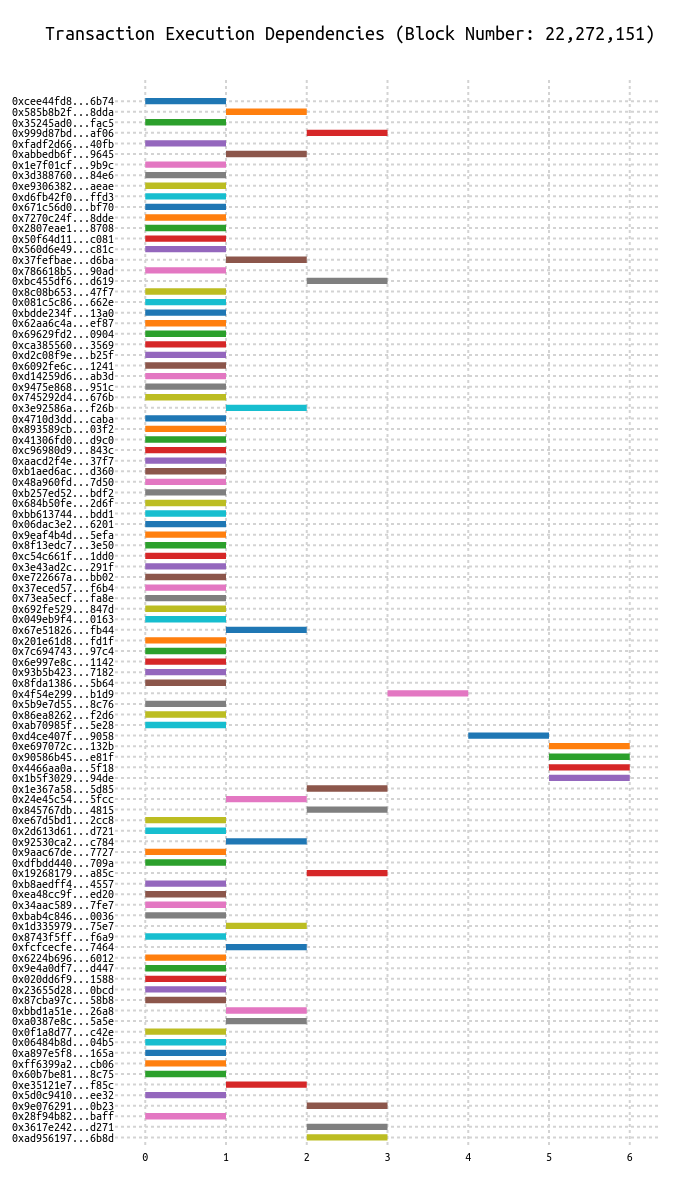 Transaction Execution Dependencies (Block Number: 22,272,151)
0xcee44fd8...6b74
0x585b8b2f...8dda
0x35245ad0...fac5
0x999d87bd...af06
0xfadf2d66...40fb
0xabbedb6f...9645
0x1e7f01cf...9b9c
0x3d388760...84e6
0xe9306382...aeae
0xd6fb42f0...ffd3
0x671c56d0...bf70
0x7270c24f...8dde
0x2807eae1...8708
0x50f64d11...c081
0x560d6e49...c81c
0x37fefbae...d6ba
0x786618b5...90ad
0xbc455df6...d619
0x8c08b653...47f7
0x081c5c86...662e
0xbdde234f...13a0
0x62aa6c4a...ef87
0x69629fd2...0904
0xca385560...3569
0xd2c08f9e...b25f
0x6092fe6c...1241
0xd14259d6...ab3d
0x9475e868...951c
0x745292d4...676b
0x3e92586a...f26b
0x4710d3dd...caba
0x893589cb...03f2
0x41306fd0...d9c0
0xc96980d9...843c
0xaacd2f4e...37f7
0xb1aed6ac...d360
0x48a960fd...7d50
0xb257ed52...bdf2
0x684b50fe...2d6f
0xbb613744...bdd1
0x06dac3e2...6201
0x9eaf4b4d...5efa
0x8f13edc7...3e50
0xc54c661f...1dd0
0x3e43ad2c...291f
0xe722667a...bb02
0x37eced57...f6b4
0x73ea5ecf...fa8e
0x692fe529...847d
0x049eb9f4...0163
0x67e51826...fb44
0x201e61d8...fd1f
0x7c694743...97c4
0x6e997e8c...1142
0x93b5b423...7182
0x8fda1386...5b64
0x4f54e299...b1d9
0x5b9e7d55...8c76
0x86ea8262...f2d6
0xab70985f...5e28
0xd4ce407f...9058
0xe697072c...132b
0x90586b45...e81f
0x4466aa0a...5f18
0x1b5f3029...94de
0x1e367a58...5d85
0x24e45c54...5fcc
0x845767db...4815
0xe67d5bd1...2cc8
0x2d613d61...d721
0x92530ca2...c784
0x9aac67de...7727
0xdfbdd440...709a
0x19268179...a85c
0xb8aedff4...4557
0xea48cc9f...ed20
0x34aac589...7fe7
0xbab4c846...0036
0x1d335979...75e7
0x8743f5ff...f6a9
0xfcfcecfe...7464
0x6224b696...6012
0x9e4a0df7...d447
0x020dd6f9...1588
0x23655d28...0bcd
0x87cba97c...58b8
0xbbd1a51e...26a8
0xa0387e8c...5a5e
0x0f1a8d77...c42e
0x06484b8d...04b5
0xa897e5f8...165a
0xff6399a2...cb06
0x60b7be81...8c75
0xe35121e7...f85c
0x5d0c9410...ee32
0x9e076291...0b23
0x28f94b82...baff
0x3617e242...d271
0xad956197...6b8d
0 1 2 3 4 5 6